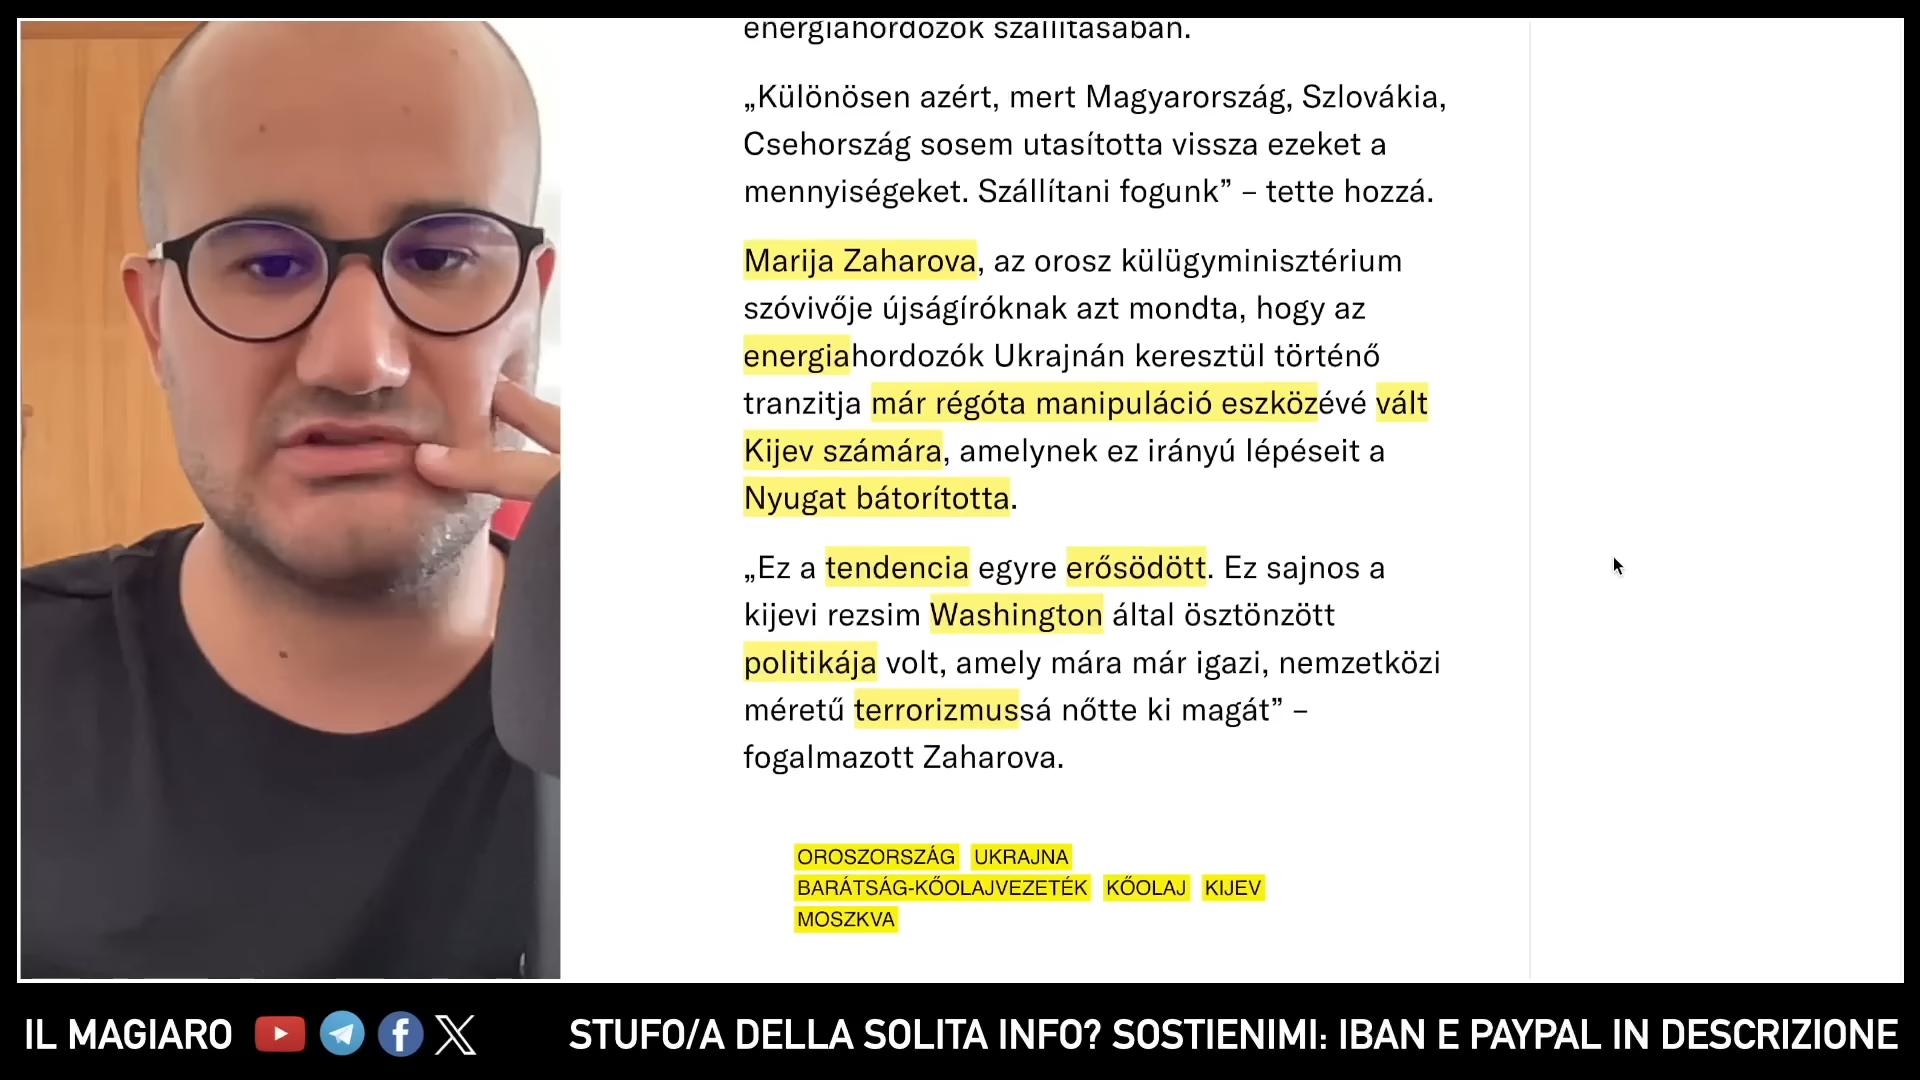 energiahordozók szállításában.
„Különösen azért, mert Magyarország, Szlovákia,
Csehország sosem utasította vissza ezeket a
mennyiségeket. Szállítani fogunk” – tette hozzá.
Marija Zaharova, az orosz külügyminisztérium
szóvivője újságíróknak azt mondta, hogy az
energiahordozók Ukrajnán keresztül történő
tranzitja már régóta manipuláció eszközévé vált
Kijev számára, amelynek ez irányú lépéseit a
Nyugat bátorította.
„Ez a tendencia egyre erősödött. Ez sajnos a
kijevi rezsim Washington által ösztönzött
politikája volt, amely mára már igazi, nemzetközi
méretű terrorizmussá nőtte ki magát” –
fogalmazott Zaharova.
OROSZORSZÁG UKRAJNA
BARÁTSÁG-KŐOLAJVEZETÉK KŐOLAJ KIJEV
MOSZKVA
IL MAGIARO STUFO/A DELLA SOLITA INFO? SOSTIENIMI: IBAN E PAYPAL IN DESCRIZIONE